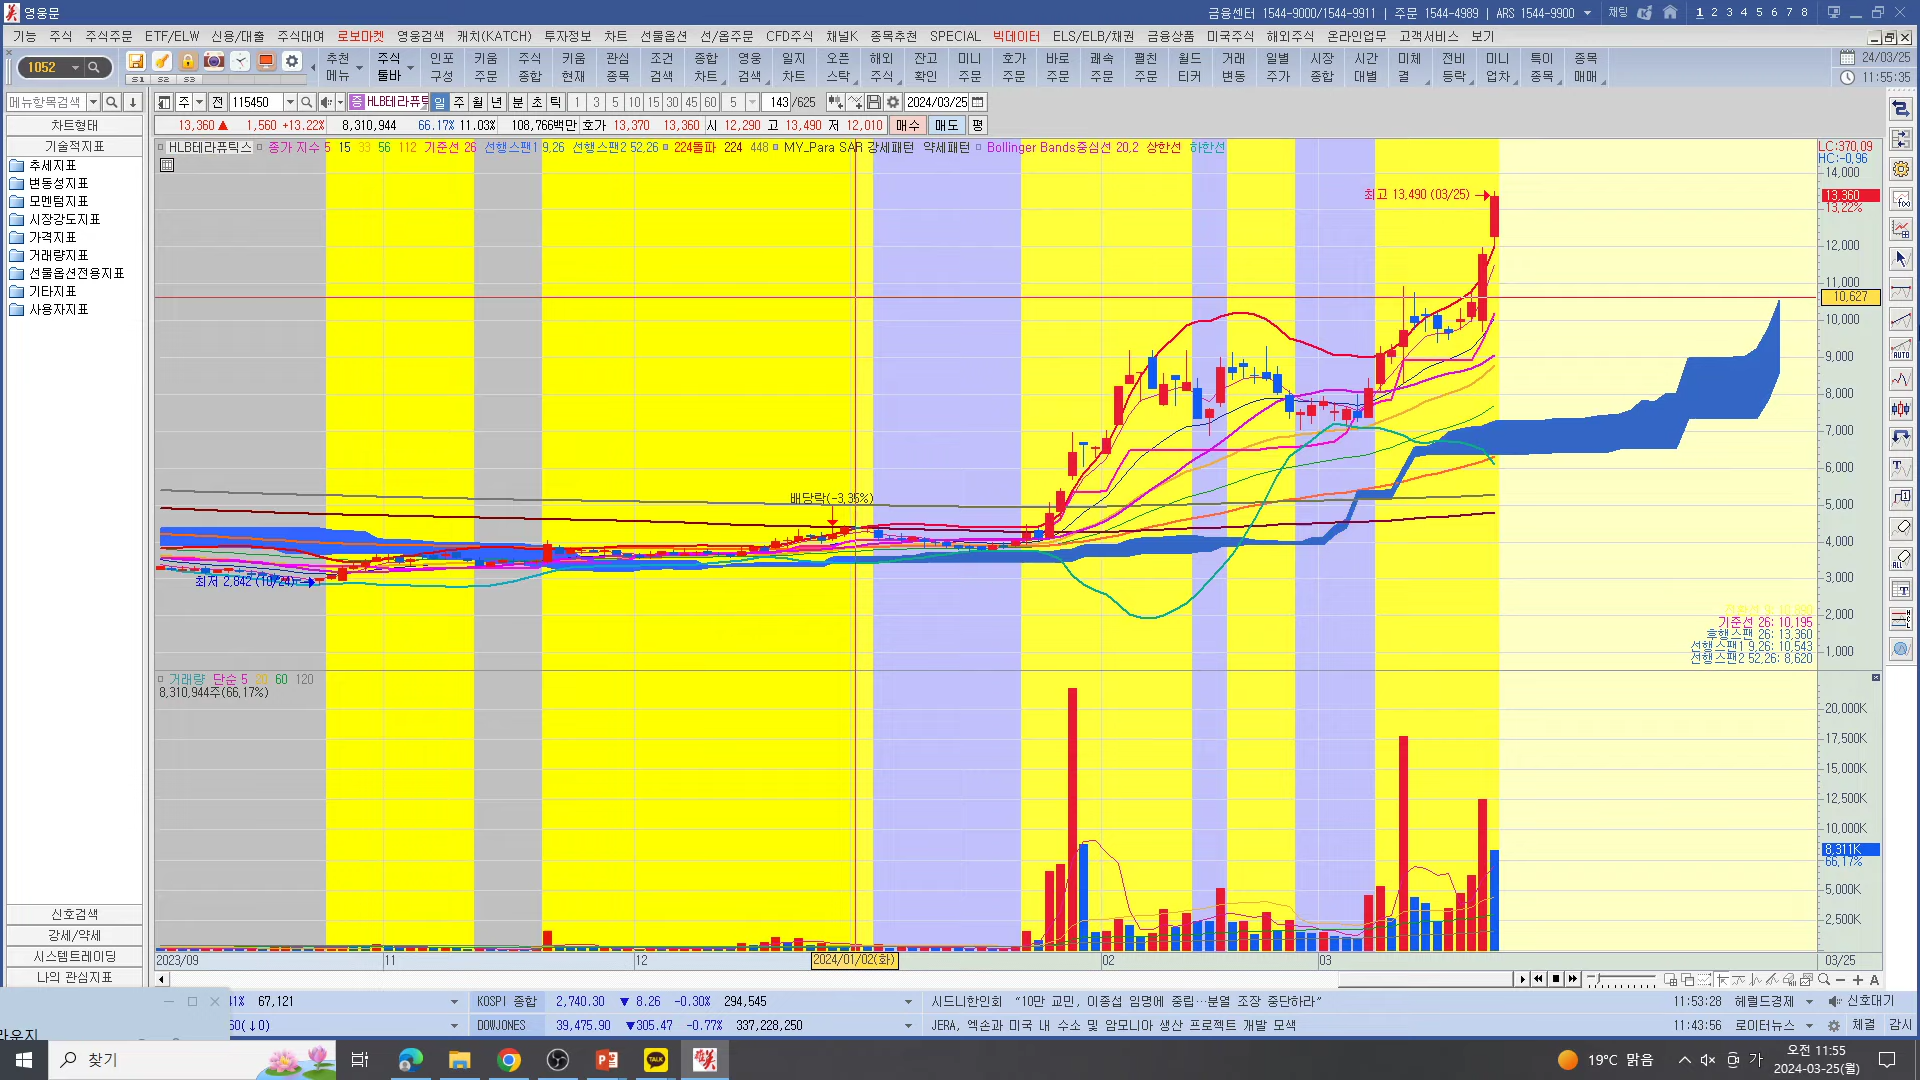 영웅문
금융센터 1544-9000/1544-9911 | 주문 1544-4989 | ARS 1544-9900 채팅 1 2 3 4 5 6 7 8
기능 주식 주식주문 ETF/ELW 신용/대출 주식대여 로보마켓 영웅검색 캐치(KATCH) 투자정보 차트 선물옵션 선/옵주문 CFD주식 채널K 종목추천 SPECIAL 빅데이터 ELS/ELB/채권 금융상품 미국주식 해외주식 온라인업무 고객서비스 보기
1052 S1 S2 S3
추천 주식 인포 키움 주식 키움 관심 조건 종합 영웅 일지 오픈 해외 잔고 미니 호가 바로 쾌속 펼친 월드 거래 일별 시장 시간 미체 전비 미니 특이 종목
메뉴 툴바 구성 주문 종합 현재 종목 검색 차트 검색 차트 스탁 주식 확인 주문 주문 주문 주문 주문 티커 변동 주가 종합 대별 결 등락 업차 종목 매매
24/03/25
11:55:35
메뉴항목검색 주 전 115450 증 HLB테라퓨틱 일 주 월 년 분 초 틱 1 3 5 10 15 30 45 60 5 143 /625 2024/03/25
13,360 ▲ 1,560 +13.22% 8,310,944 66.17% 11.03% 108,766백만 호가 13,370 13,360 시 12,290 고 13,490 저 12,010 매수 매도 평
차트형태
기술적지표
추세지표
변동성지표
모멘텀지표
시장강도지표
가격지표
거래량지표
선물옵션전용지표
기타지표
사용자지표
신호검색
강세/약세
시스템트레이딩
나의 관심지표
HLB테라퓨틱스 종가 지수 5 15 33 56 112 기준선 26 선행스팬1 9,26 선행스팬2 52,26 224돌파 224 448 MY_Para SAR 강세패턴 약세패턴 Bollinger Bands중심선 20,2 상한선 하한선
LC:370.09
HC:-0.96
14,000
최고 13,490 (03/25)
13,360
13.22%
12,000
11,000
10,627
10,000
9,000
8,000
7,000
6,000
5,000
4,000
3,000
2,000
1,000
배당락(-3.35%)
최저 2,842 (10/24)
기준선 26: 10,195
후행스팬 26: 13,360
선행스팬1 9,26: 10,543
선행스팬2 52,26: 8,620
거래량 단순 5 20 60 120
8,310,944주(66.17%)
20,000K
17,500K
15,000K
12,500K
10,000K
8,311K
66.17%
5,000K
2,500K
2023/09 11 12 2024/01/02(화) 02 03 03/25
AUTO
ALL
A
41% 67,121 KOSPI 종합 2,740.30 ▼ 8.26 -0.30% 294,545 시드니한인회 “10만 교민, 이종섭 임명에 중립…분열 조장 중단하라” 11:53:28 헤럴드경제 신호대기
60(↓0) DOWJONES 39,475.90 ▼305.47 -0.77% 337,228,250 JERA, 엑손과 미국 내 수소 및 암모니아 생산 프로젝트 개발 모색 11:43:56 로이터뉴스 체결 감시
라운지
찾기
TALK
19°C 맑음
가
오전 11:55
2024-03-25(월)